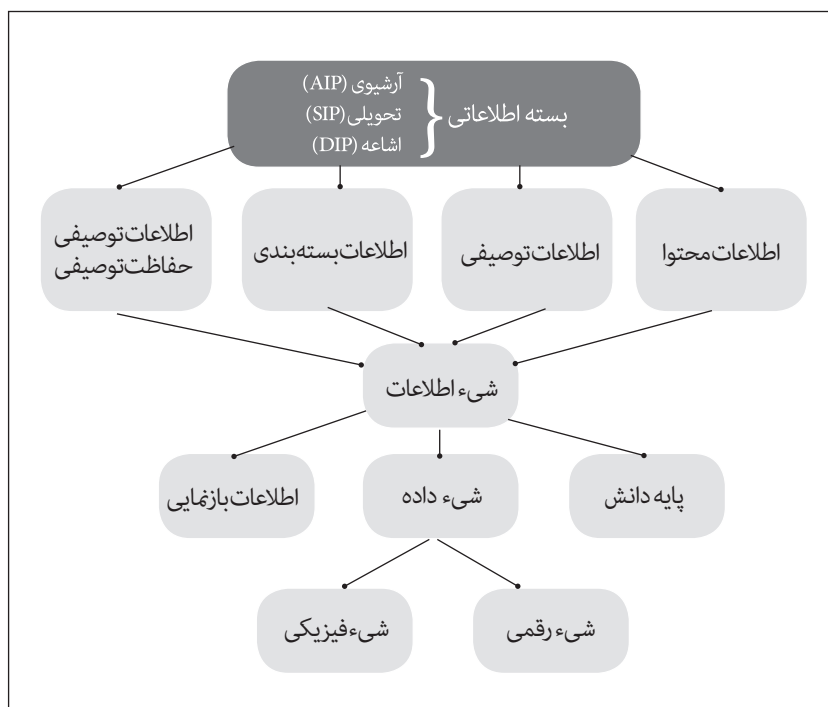 بسته اطلاعاتی
آرشیوی (AIP)
تحویلی (SIP)
اشاعه (DIP)
اطلاعات محتوا
اطلاعات توصیفی
اطلاعات بسته‌بندی
اطلاعات توصیفی
حفاظت توصیفی
شیء اطلاعات
پایه دانش
شیء داده
اطلاعات بازنمایی
شیء رقمی
شیء فیزیکی